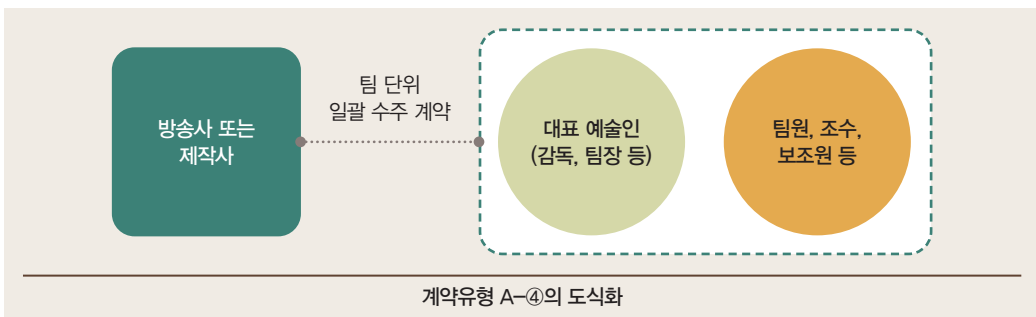 방송사 또는
제작사
팀 단위
일괄 수주 계약
대표 예술인
(감독, 팀장 등)
팀원, 조수,
보조원 등
계약유형 A-④의 도식화